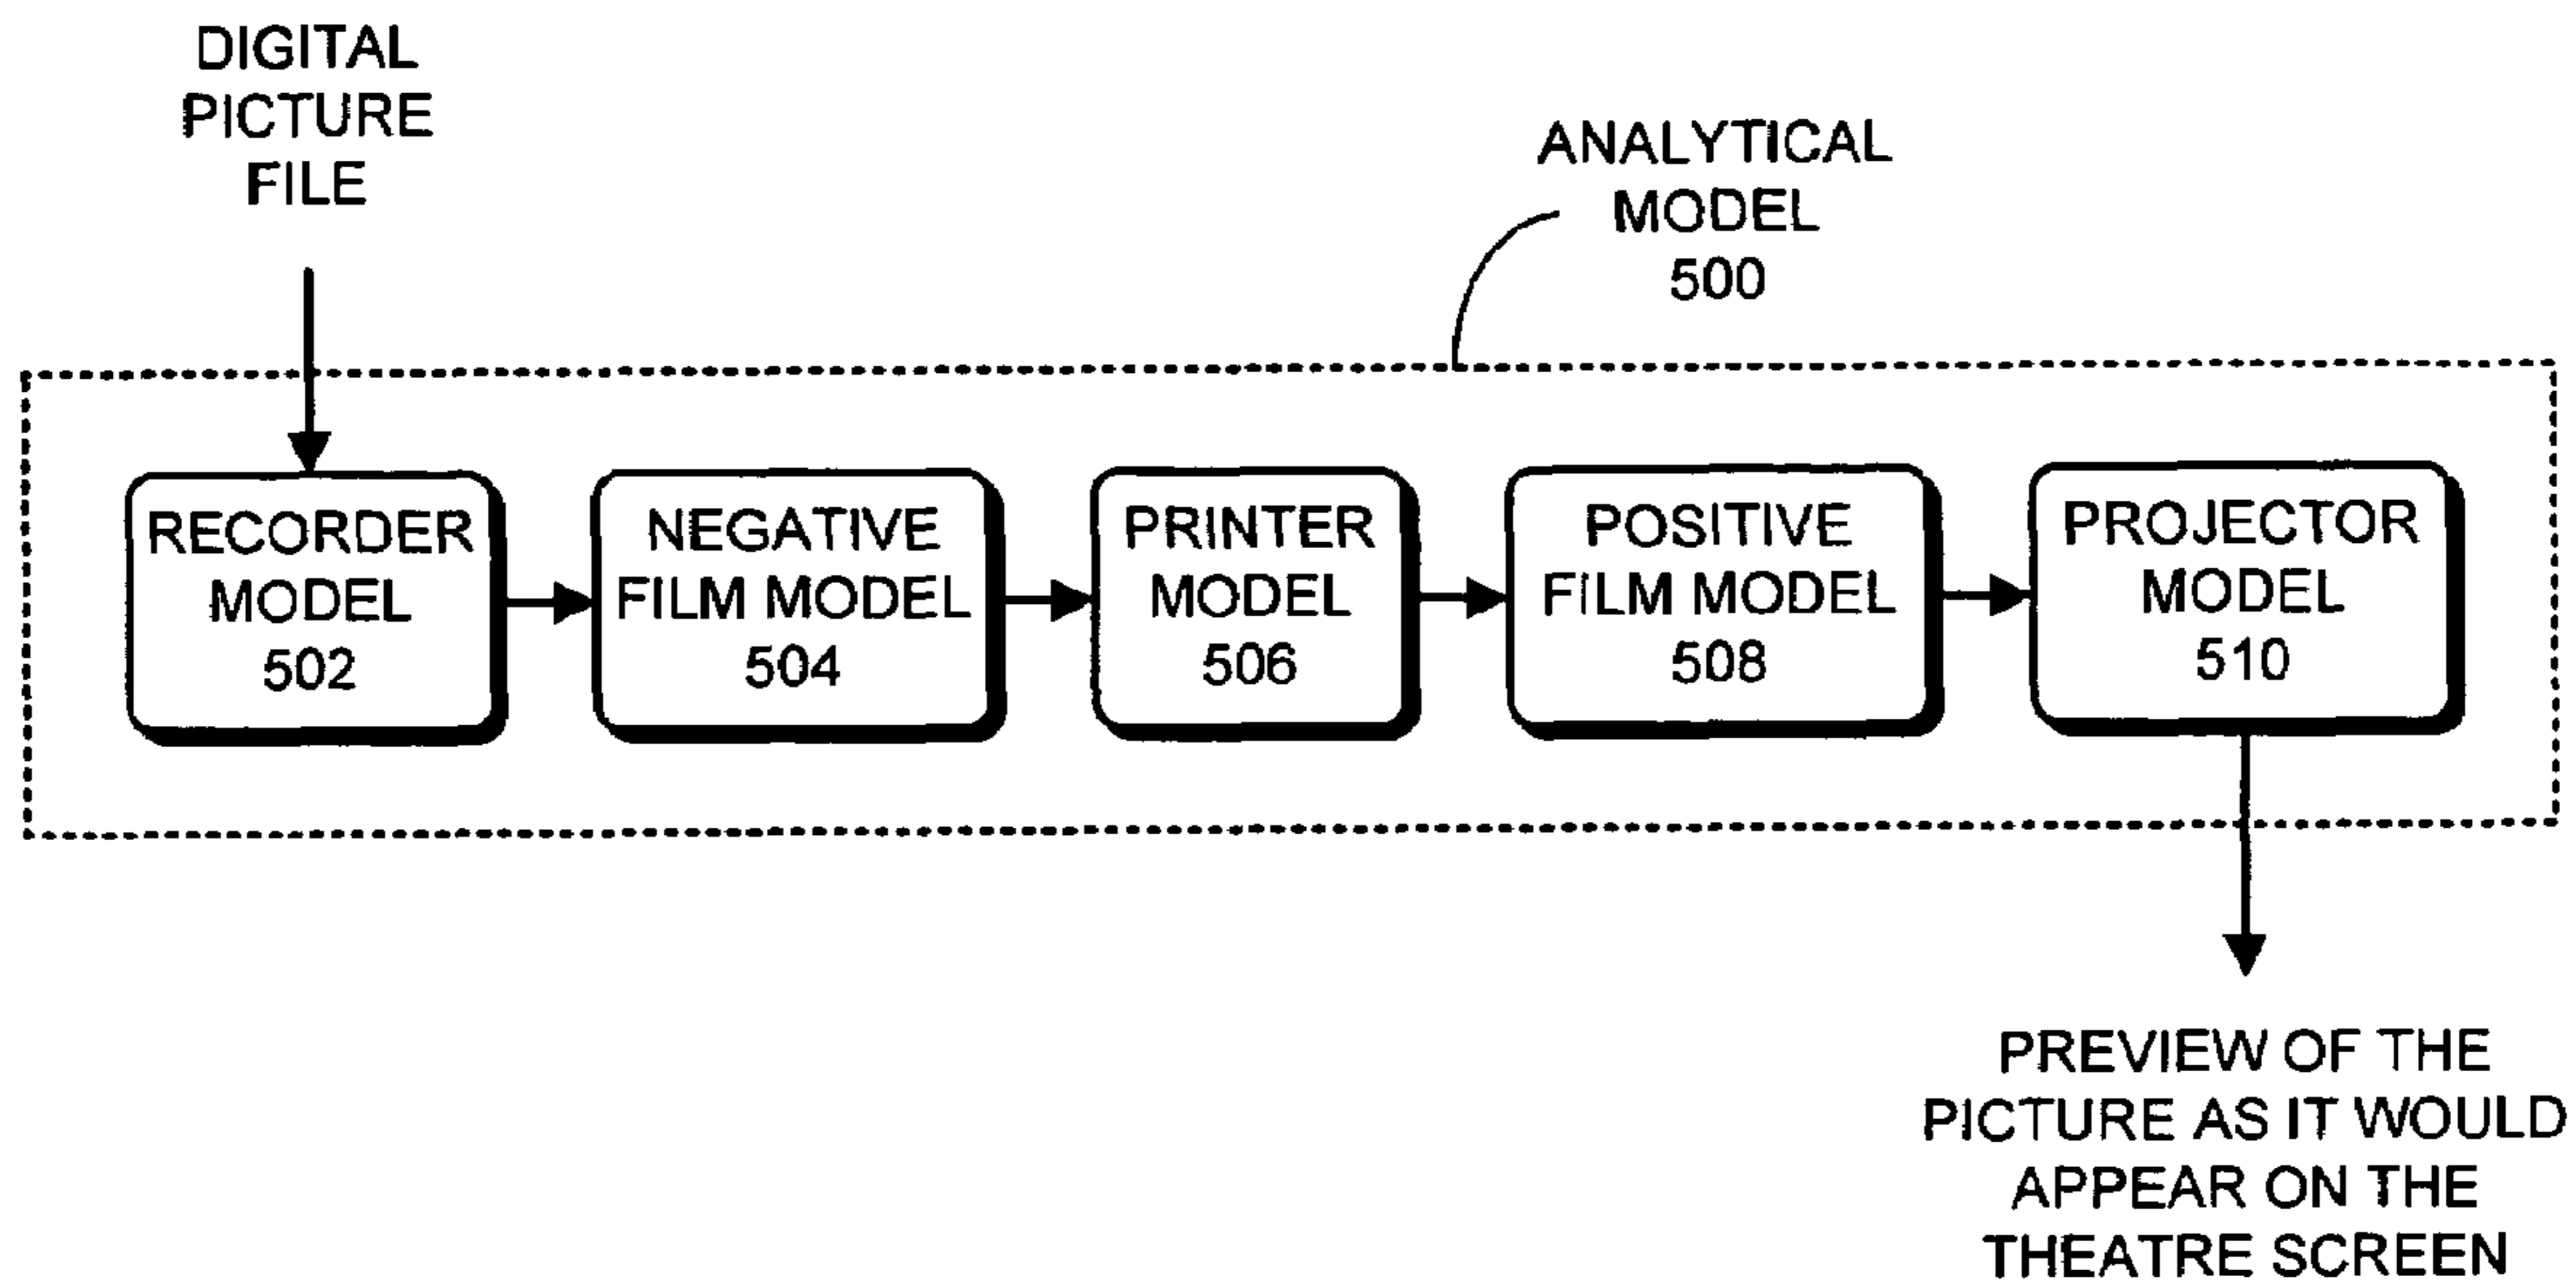 DIGITAL
PICTURE
FILE
ANALYTICAL
MODEL
500
RECORDER
MODEL
502
NEGATIVE
FILM MODEL
504
PRINTER
MODEL
506
POSITIVE
FILM MODEL
508
PROJECTOR
MODEL
510
PREVIEW OF THE
PICTURE AS IT WOULD
APPEAR ON THE
THEATRE SCREEN